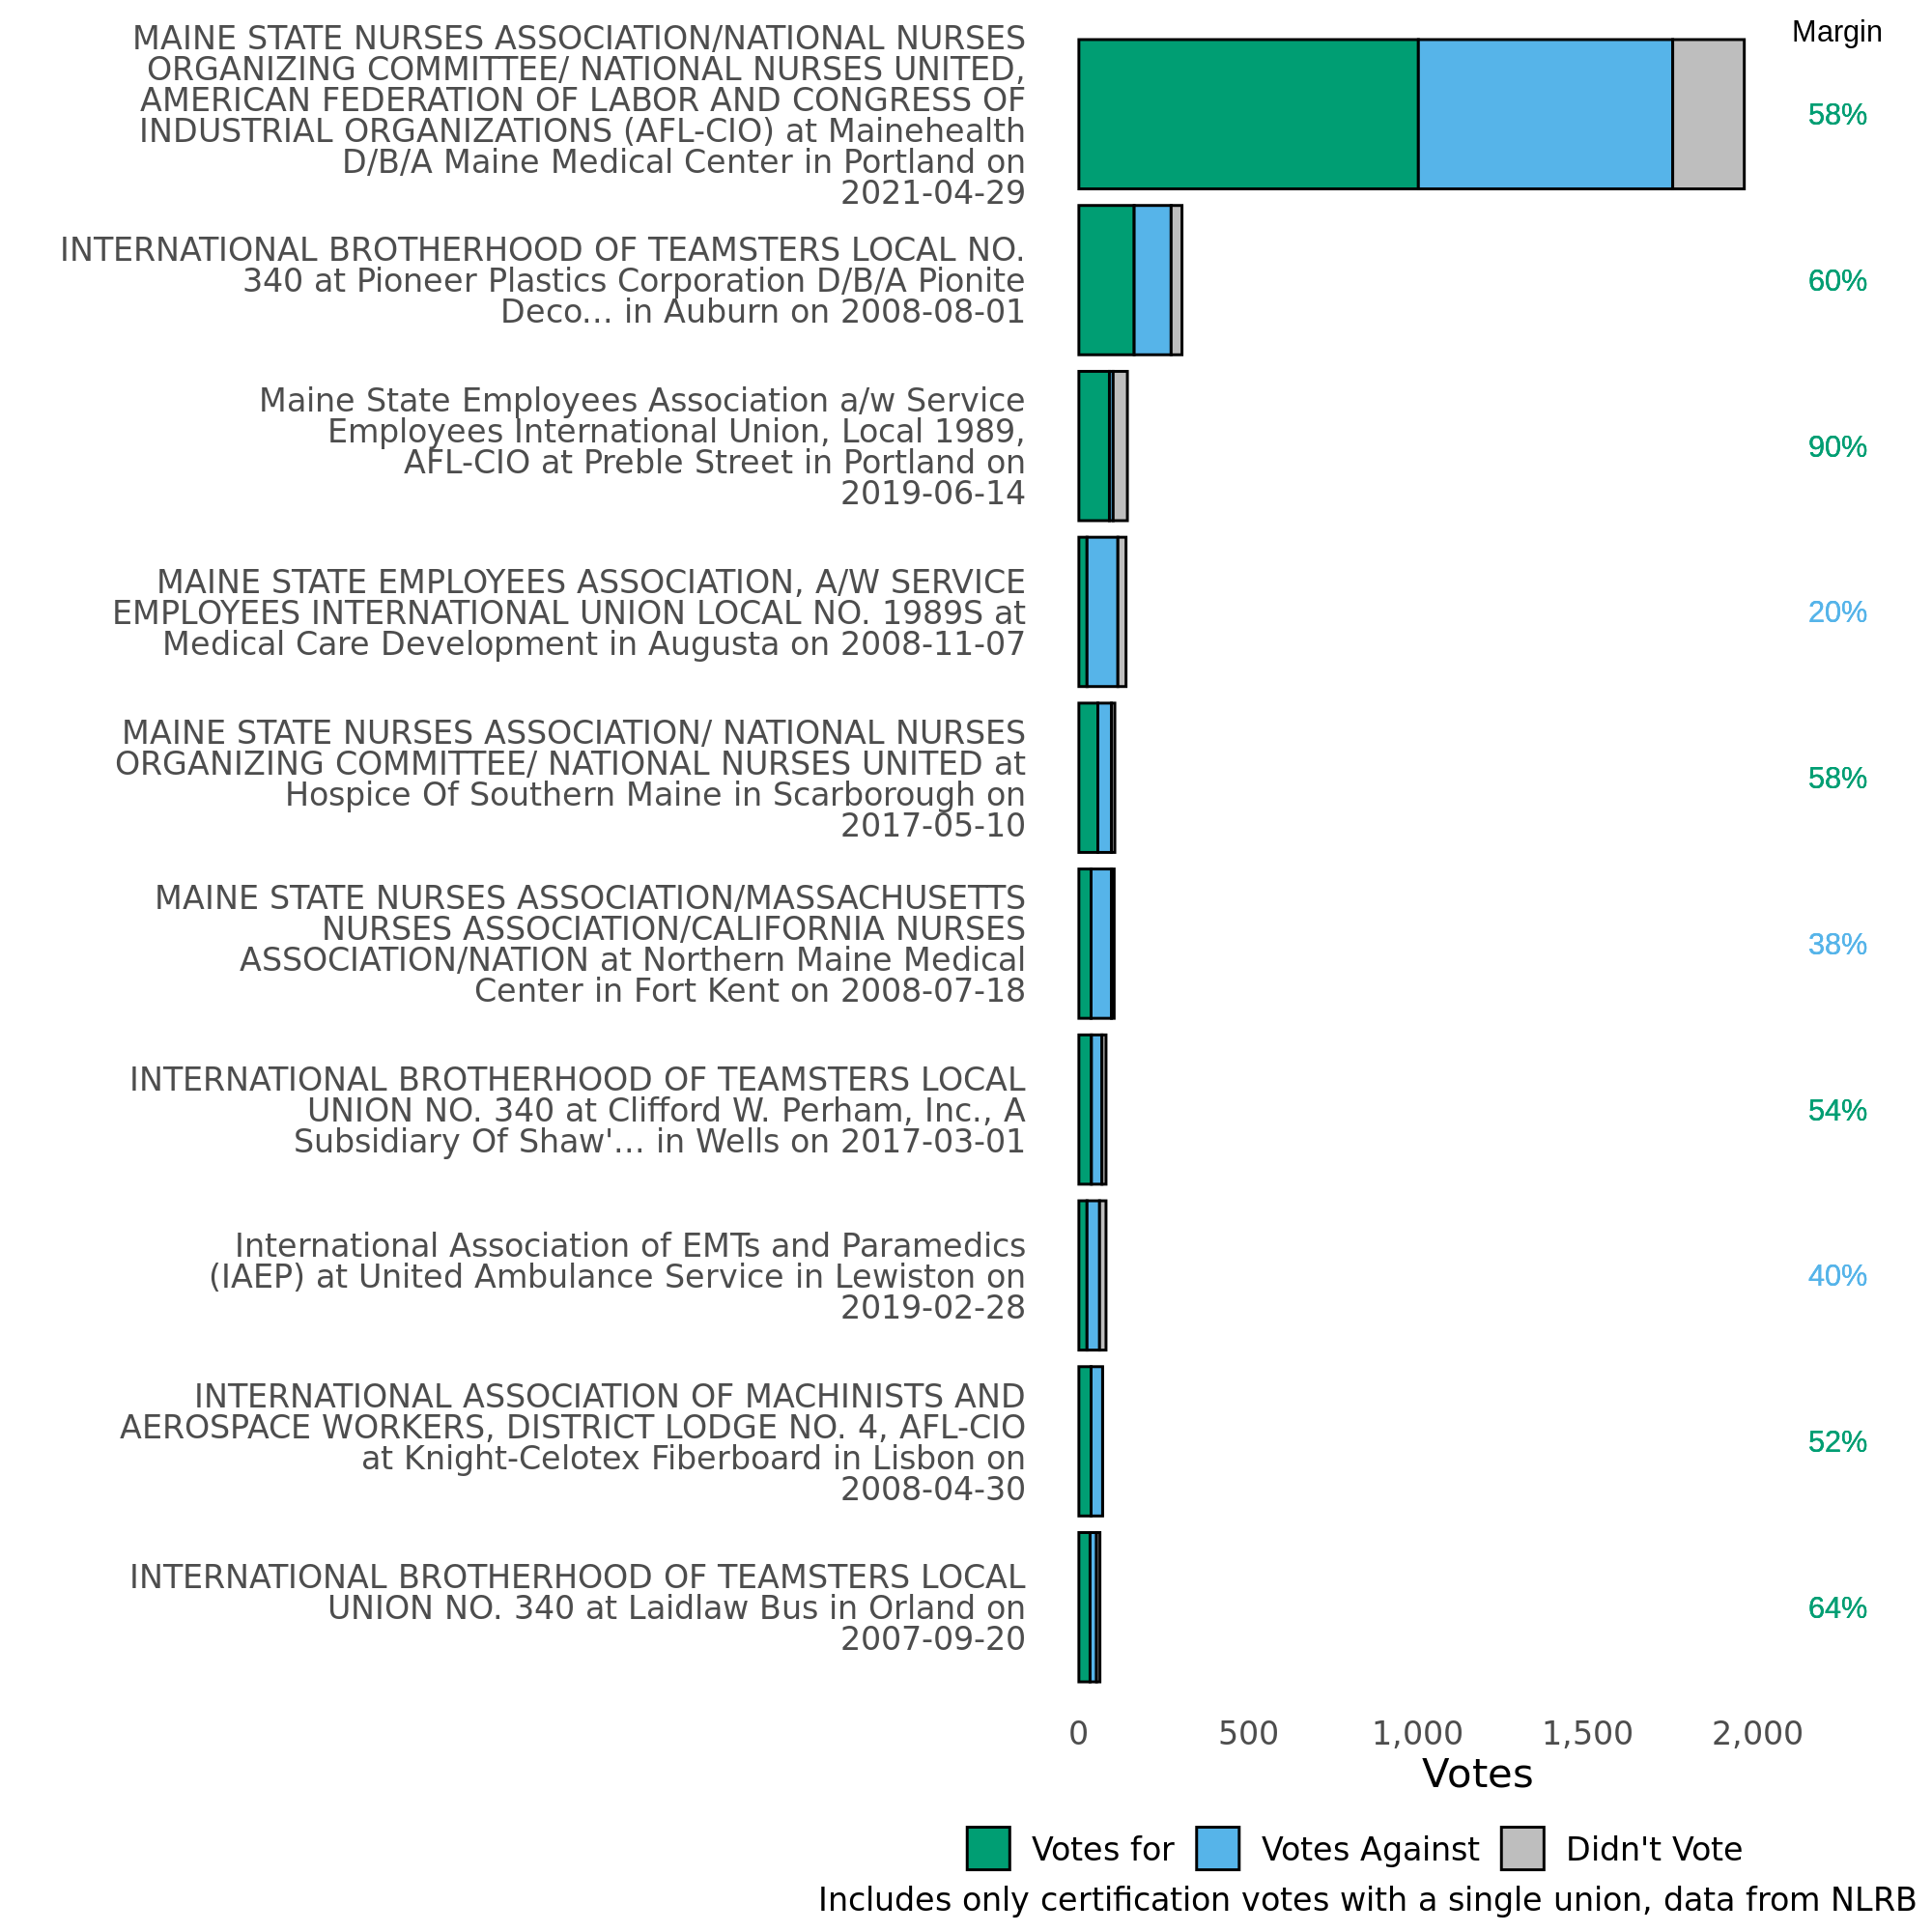 Margin
MAINE STATE NURSES ASSOCIATION/NATIONAL NURSES
ORGANIZING COMMITTEE/ NATIONAL NURSES UNITED,
AMERICAN FEDERATION OF LABOR AND CONGRESS OF
INDUSTRIAL ORGANIZATIONS (AFL-CIO) at Mainehealth
D/B/A Maine Medical Center in Portland on
2021-04-29
58%
INTERNATIONAL BROTHERHOOD OF TEAMSTERS LOCAL NO.
340 at Pioneer Plastics Corporation D/B/A Pionite
Deco... in Auburn on 2008-08-01
60%
Maine State Employees Association a/w Service
Employees International Union, Local 1989,
AFL-CIO at Preble Street in Portland on
2019-06-14
90%
MAINE STATE EMPLOYEES ASSOCIATION, A/W SERVICE
EMPLOYEES INTERNATIONAL UNION LOCAL NO. 1989S at
Medical Care Development in Augusta on 2008-11-07
20%
MAINE STATE NURSES ASSOCIATION/ NATIONAL NURSES
ORGANIZING COMMITTEE/ NATIONAL NURSES UNITED at
Hospice Of Southern Maine in Scarborough on
2017-05-10
58%
MAINE STATE NURSES ASSOCIATION/MASSACHUSETTS
NURSES ASSOCIATION/CALIFORNIA NURSES
ASSOCIATION/NATION at Northern Maine Medical
Center in Fort Kent on 2008-07-18
38%
INTERNATIONAL BROTHERHOOD OF TEAMSTERS LOCAL
UNION NO. 340 at Clifford W. Perham, Inc., A
Subsidiary Of Shaw'... in Wells on 2017-03-01
54%
International Association of EMTs and Paramedics
(IAEP) at United Ambulance Service in Lewiston on
2019-02-28
40%
INTERNATIONAL ASSOCIATION OF MACHINISTS AND
AEROSPACE WORKERS, DISTRICT LODGE NO. 4, AFL-CIO
at Knight-Celotex Fiberboard in Lisbon on
2008-04-30
52%
INTERNATIONAL BROTHERHOOD OF TEAMSTERS LOCAL
UNION NO. 340 at Laidlaw Bus in Orland on
2007-09-20
64%
0 500 1,000 1,500 2,000
Votes
Votes for Votes Against Didn't Vote
Includes only certification votes with a single union, data from NLRB